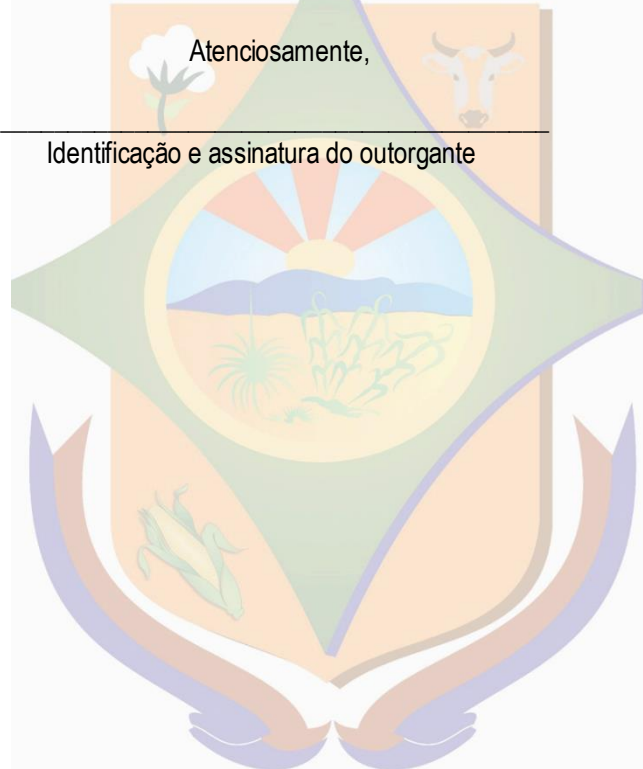 Atenciosamente,
Identificação e assinatura do outorgante